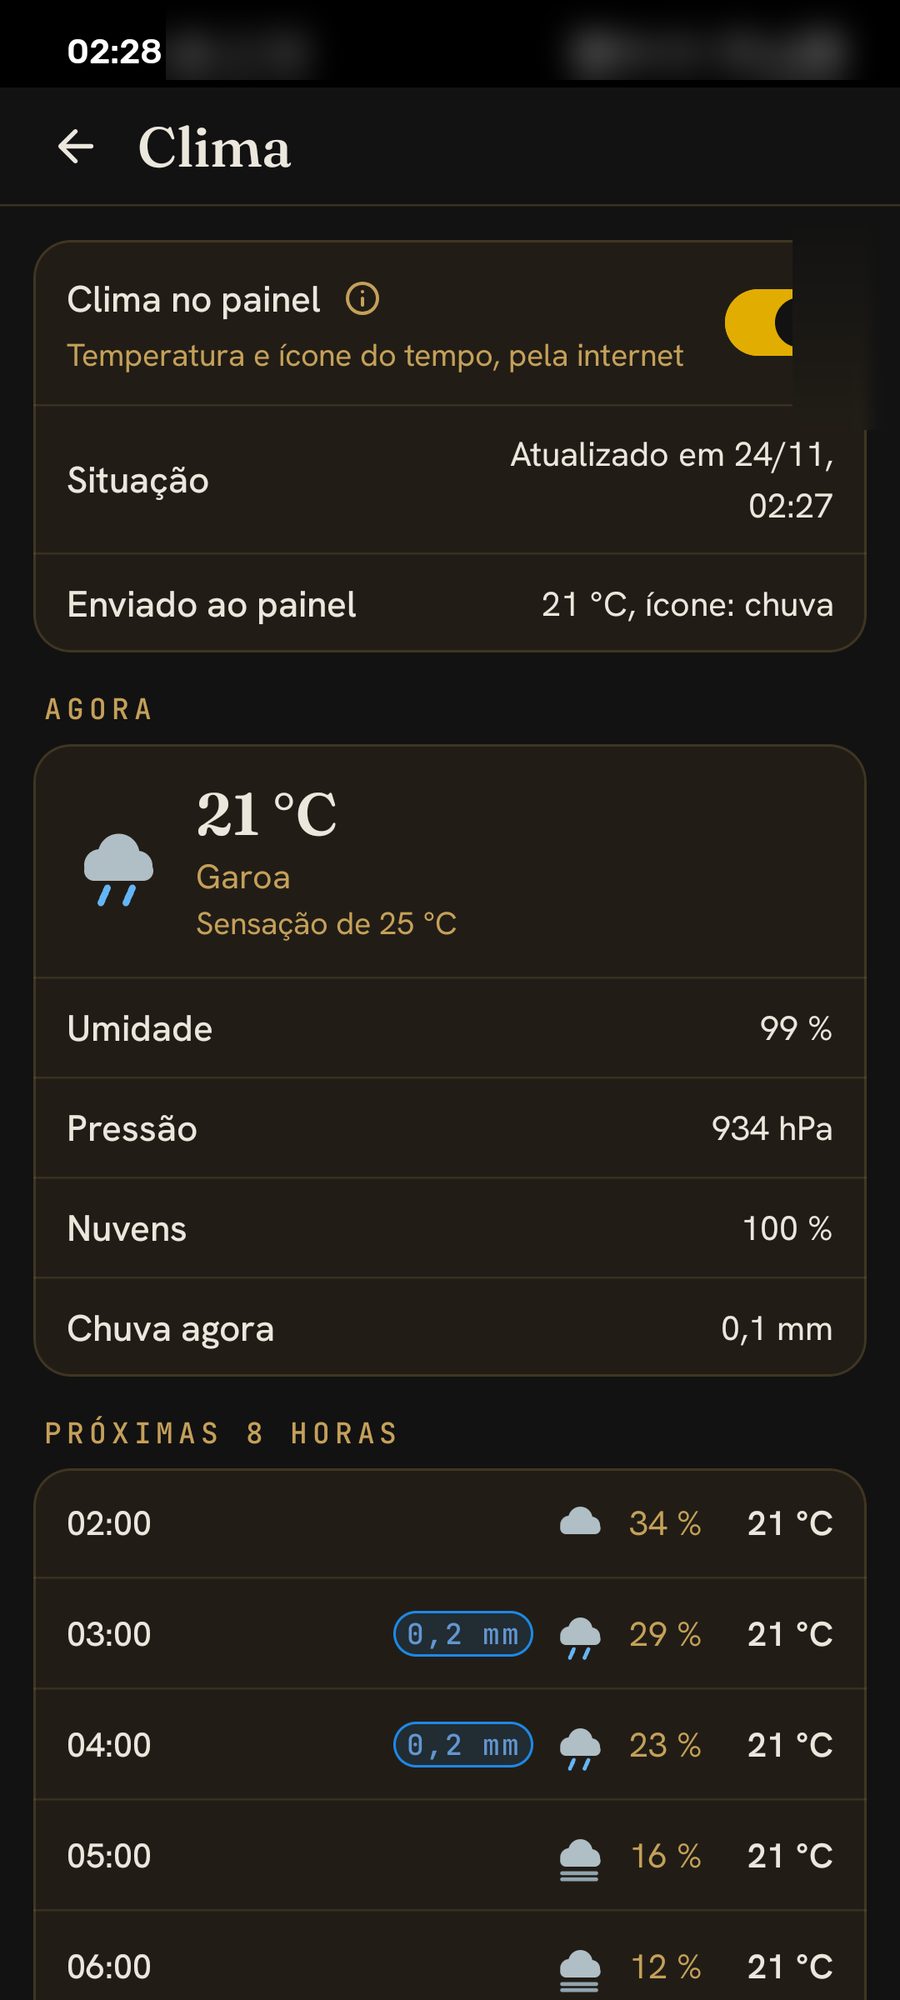 02:28
Clima
Clima no painel
Temperatura e ícone do tempo, pela internet
Situação
Atualizado em 24/11,
02:27
Enviado ao painel
21 °C, ícone: chuva
AGORA
21 °C
Garoa
Sensação de 25 °C
Umidade
99 %
Pressão
934 hPa
Nuvens
100 %
Chuva agora
0,1 mm
PRÓXIMAS 8 HORAS
02:00 34 % 21 °C
03:00 0,2 mm 29 % 21 °C
04:00 0,2 mm 23 % 21 °C
05:00 16 % 21 °C
06:00 12 % 21 °C